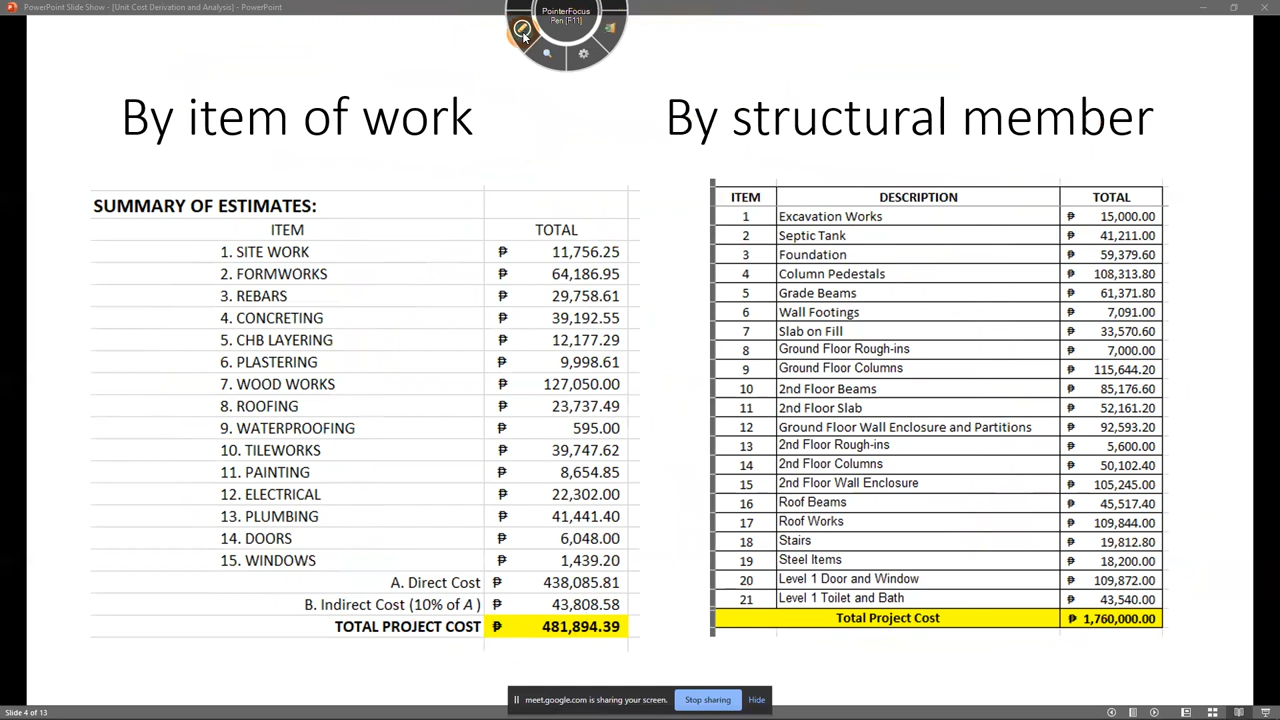 PowerPoint Slide Show - [Unit Cost Derivation and Analysis] - PowerPoint
PointerFocus
Pen [F11]
By item of work
SUMMARY OF ESTIMATES:
ITEM TOTAL
1. SITE WORK ₱ 11,756.25
2. FORMWORKS ₱ 64,186.95
3. REBARS ₱ 29,758.61
4. CONCRETING ₱ 39,192.55
5. CHB LAYERING ₱ 12,177.29
6. PLASTERING ₱ 9,998.61
7. WOOD WORKS ₱ 127,050.00
8. ROOFING ₱ 23,737.49
9. WATERPROOFING ₱ 595.00
10. TILEWORKS ₱ 39,747.62
11. PAINTING ₱ 8,654.85
12. ELECTRICAL ₱ 22,302.00
13. PLUMBING ₱ 41,441.40
14. DOORS ₱ 6,048.00
15. WINDOWS ₱ 1,439.20
A. Direct Cost ₱ 438,085.81
B. Indirect Cost (10% of A ) ₱ 43,808.58
TOTAL PROJECT COST ₱ 481,894.39
By structural member
ITEM DESCRIPTION TOTAL
1 Excavation Works ₱ 15,000.00
2 Septic Tank ₱ 41,211.00
3 Foundation ₱ 59,379.60
4 Column Pedestals ₱ 108,313.80
5 Grade Beams ₱ 61,371.80
6 Wall Footings ₱ 7,091.00
7 Slab on Fill ₱ 33,570.60
8 Ground Floor Rough-ins ₱ 7,000.00
9 Ground Floor Columns ₱ 115,644.20
10 2nd Floor Beams ₱ 85,176.60
11 2nd Floor Slab ₱ 52,161.20
12 Ground Floor Wall Enclosure and Partitions ₱ 92,593.20
13 2nd Floor Rough-ins ₱ 5,600.00
14 2nd Floor Columns ₱ 50,102.40
15 2nd Floor Wall Enclosure ₱ 105,245.00
16 Roof Beams ₱ 45,517.40
17 Roof Works ₱ 109,844.00
18 Stairs ₱ 19,812.80
19 Steel Items ₱ 18,200.00
20 Level 1 Door and Window ₱ 109,872.00
21 Level 1 Toilet and Bath ₱ 43,540.00
Total Project Cost ₱ 1,760,000.00
meet.google.com is sharing your screen. Stop sharing Hide
Slide 4 of 13